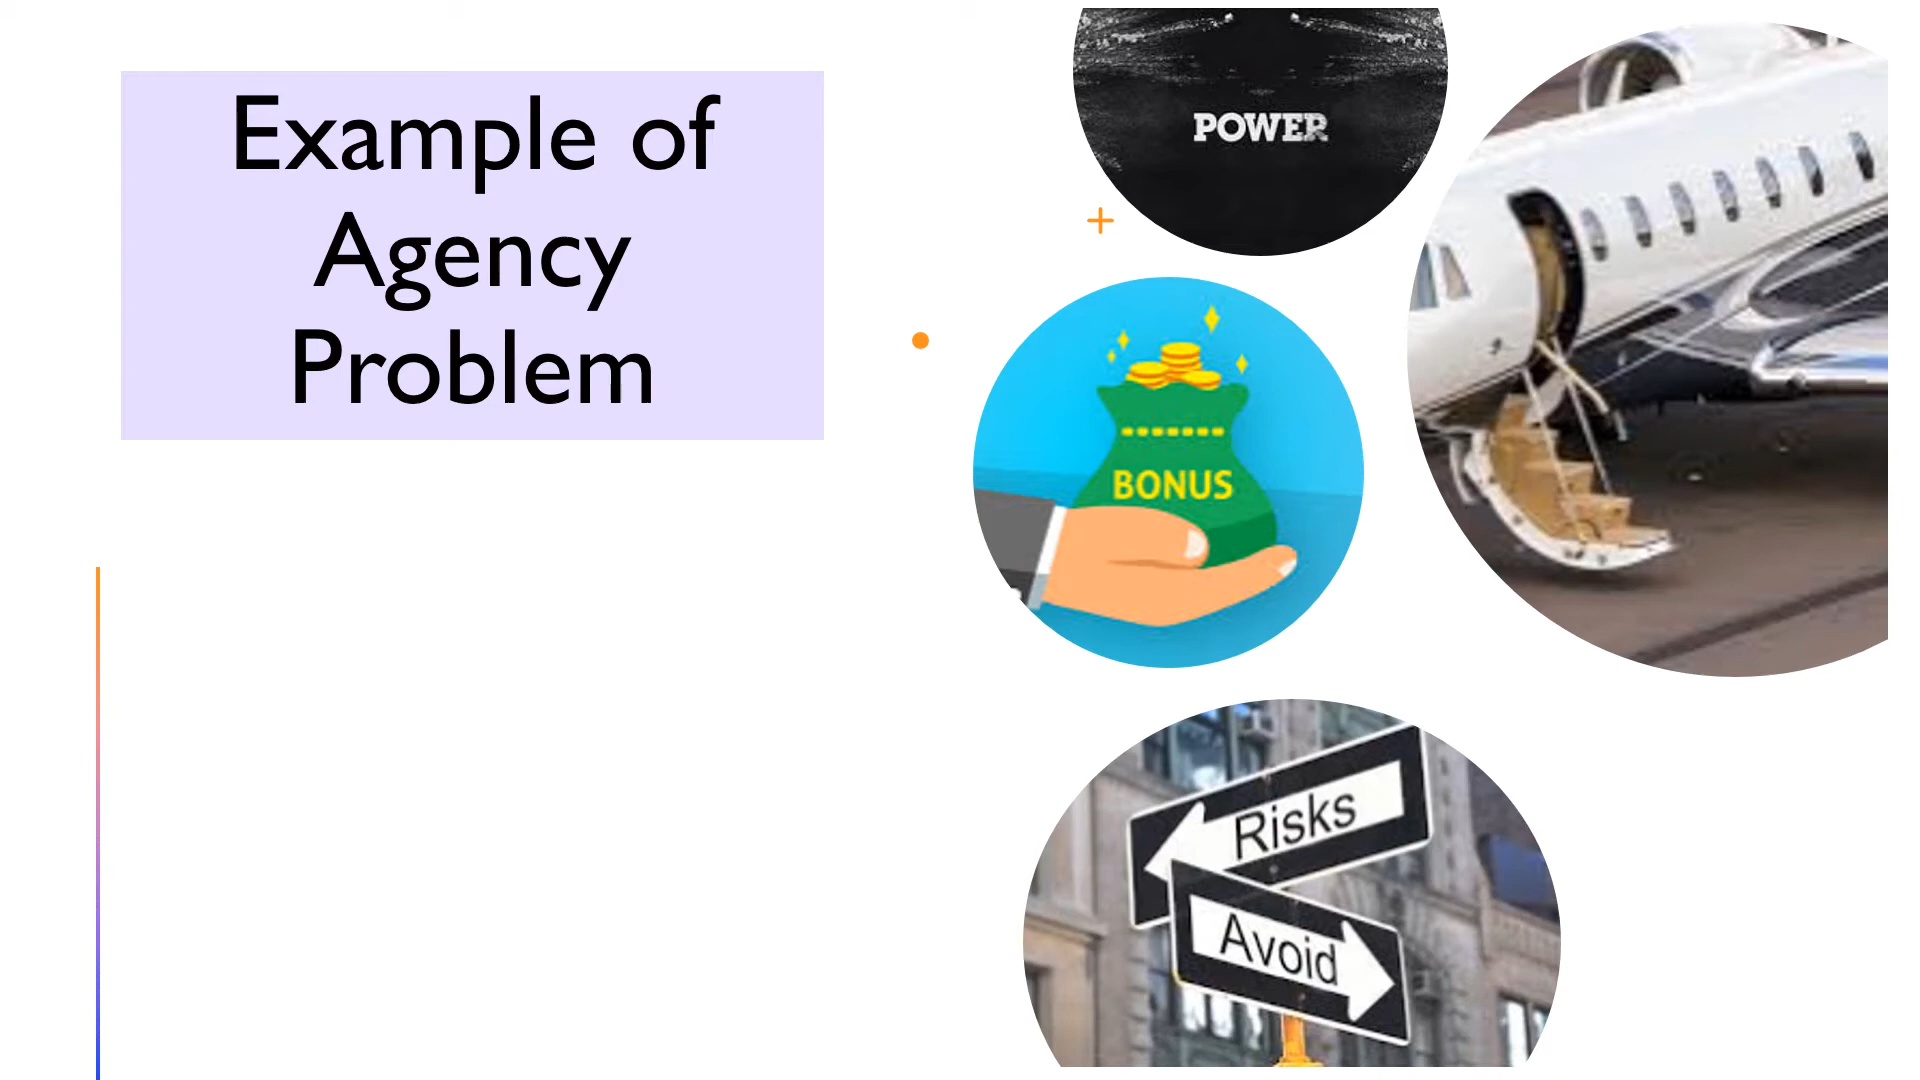 Example of
Agency
Problem
POWER
BONUS
Risks
Avoid